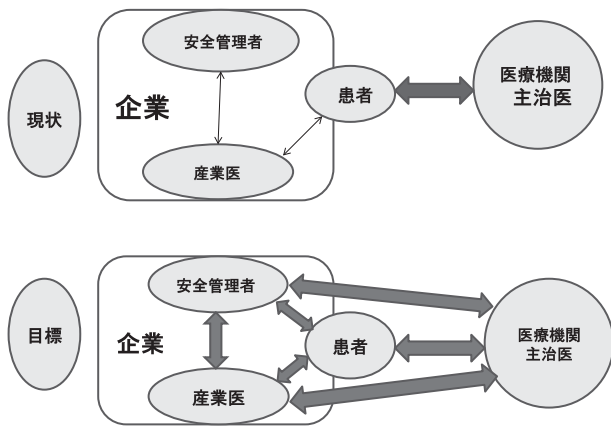 安全管理者
企業
患者
医療機関
主治医
現状
産業医
安全管理者
目標
企業
患者
医療機関
主治医
産業医